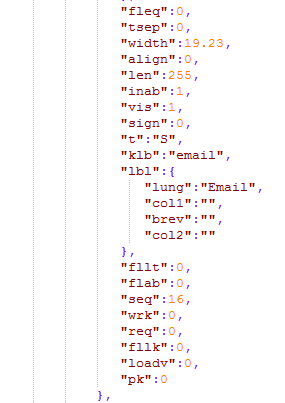 },
"fleq":0,
"tsep":0,
"width":19.23,
"align":0,
"len":255,
"inab":1,
"vis":1,
"sign":0,
"t":"S",
"klb":"email",
"lbl":{
"lung":"Email",
"col1":"",
"brev":"",
"col2":""
},
"fllt":0,
"flab":0,
"seq":16,
"wrk":0,
"req":0,
"fllk":0,
"loadv":0,
"pk":0
},